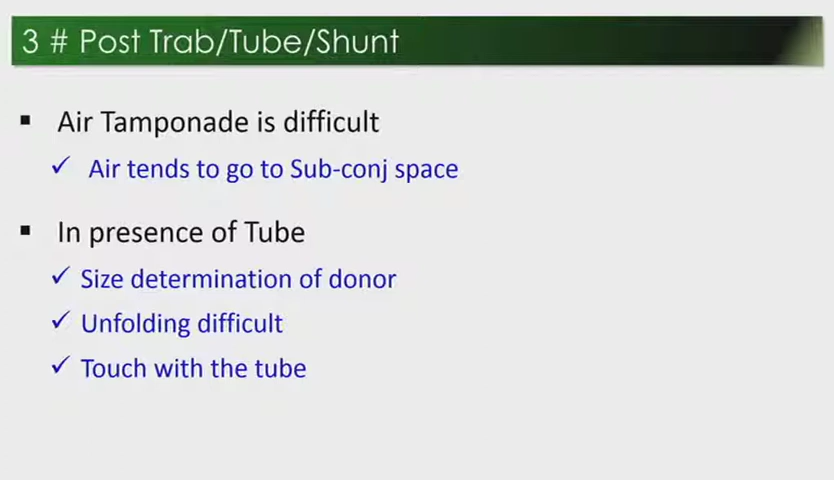 3 # Post Trab/Tube/Shunt
▪ Air Tamponade is difficult
✓ Air tends to go to Sub-conj space
▪ In presence of Tube
✓ Size determination of donor
✓ Unfolding difficult
✓ Touch with the tube